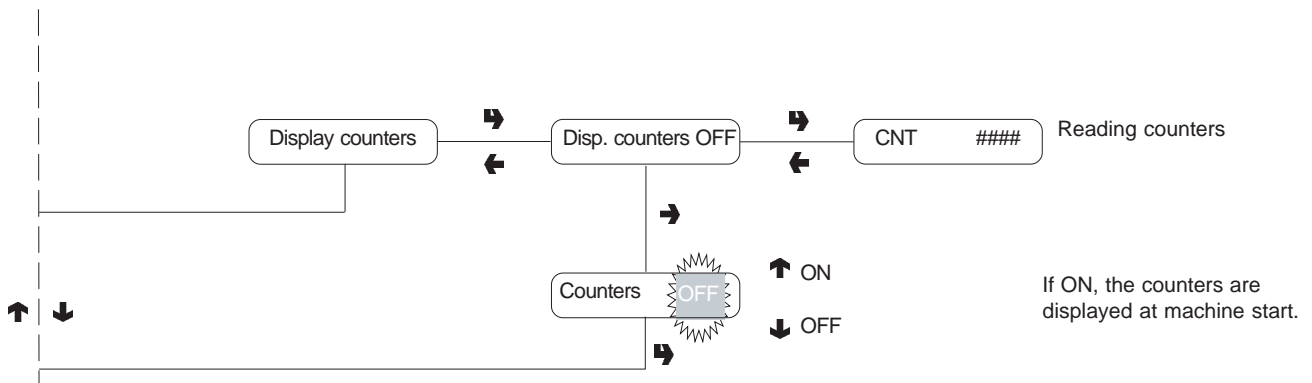 Display counters
Disp. counters OFF
CNT ####
Reading counters
Counters OFF
ON
OFF
If ON, the counters are
displayed at machine start.